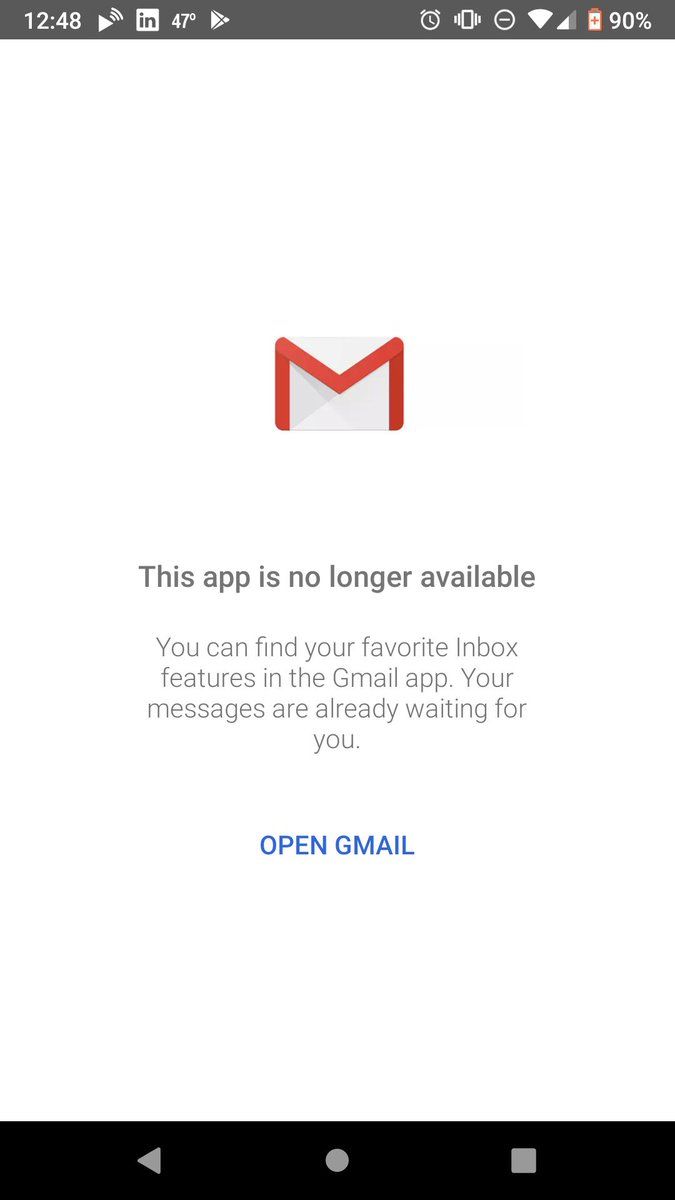 12:48 in 47° 90%
This app is no longer available
You can find your favorite Inbox
features in the Gmail app. Your
messages are already waiting for
you.
OPEN GMAIL